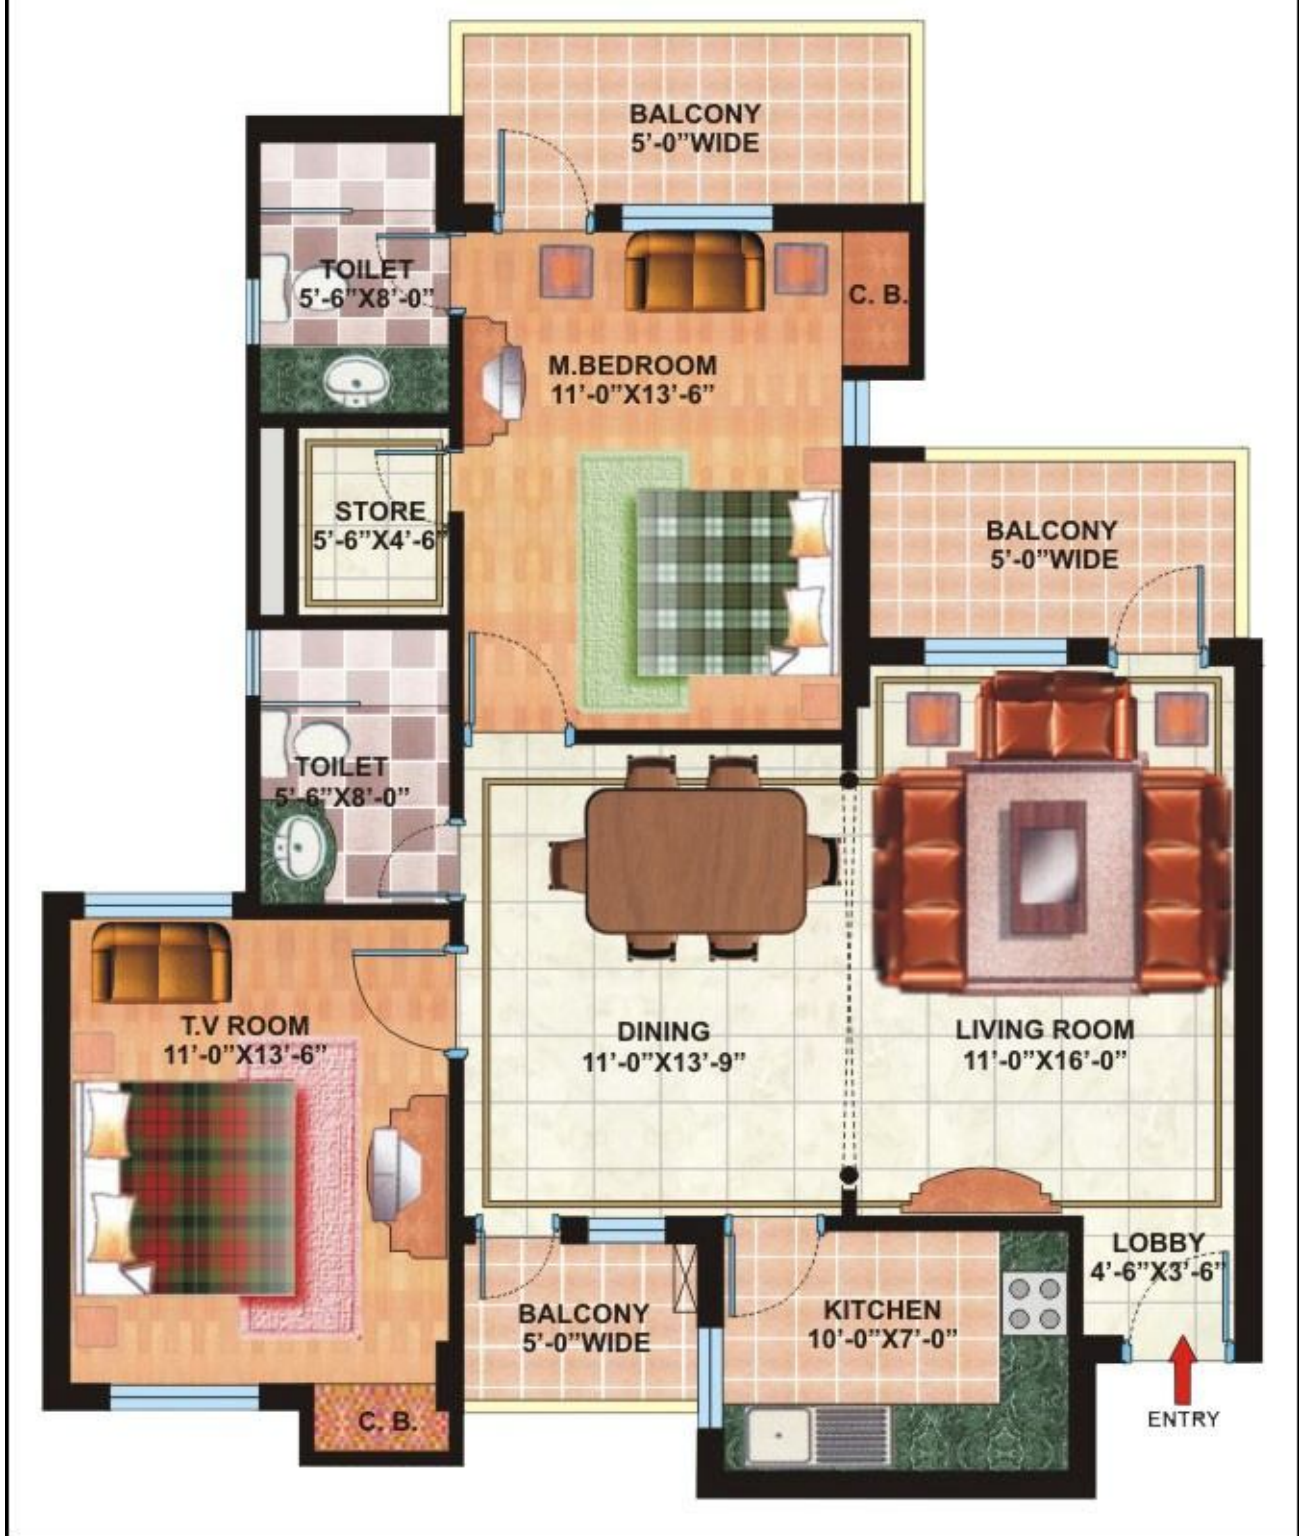 BALCONY
5’-0”WIDE
TOILET
5’-6”X8’-0”
C. B.
M.BEDROOM
11’-0”X13’-6”
STORE
5’-6”X4’-6”
BALCONY
5’-0”WIDE
TOILET
5’-6”X8’-0”
T.V ROOM
11’-0”X13’-6”
DINING
11’-0”X13’-9”
LIVING ROOM
11’-0”X16’-0”
LOBBY
4’-6”X3’-6”
BALCONY
5’-0”WIDE
KITCHEN
10’-0”X7’-0”
C. B.
ENTRY